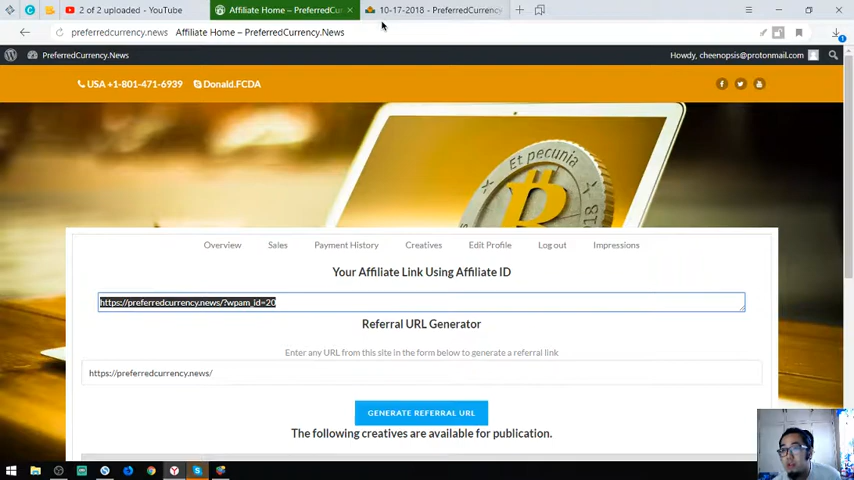 2 of 2 uploaded - YouTube
Affiliate Home – PreferredCur
10-17-2018 - PreferredCurrency
preferredcurrency.news Affiliate Home – PreferredCurrency.News
PreferredCurrency.News
Howdy, cheenopsis@protonmail.com
USA +1-801-471-6939 Donald.FCDA
Et pecunia
2018
Overview Sales Payment History Creatives Edit Profile Log out Impressions
Your Affiliate Link Using Affiliate ID
https://preferredcurrency.news/?wpam_id=20
Referral URL Generator
Enter any URL from this site in the form below to generate a referral link
https://preferredcurrency.news/
GENERATE REFERRAL URL
The following creatives are available for publication.